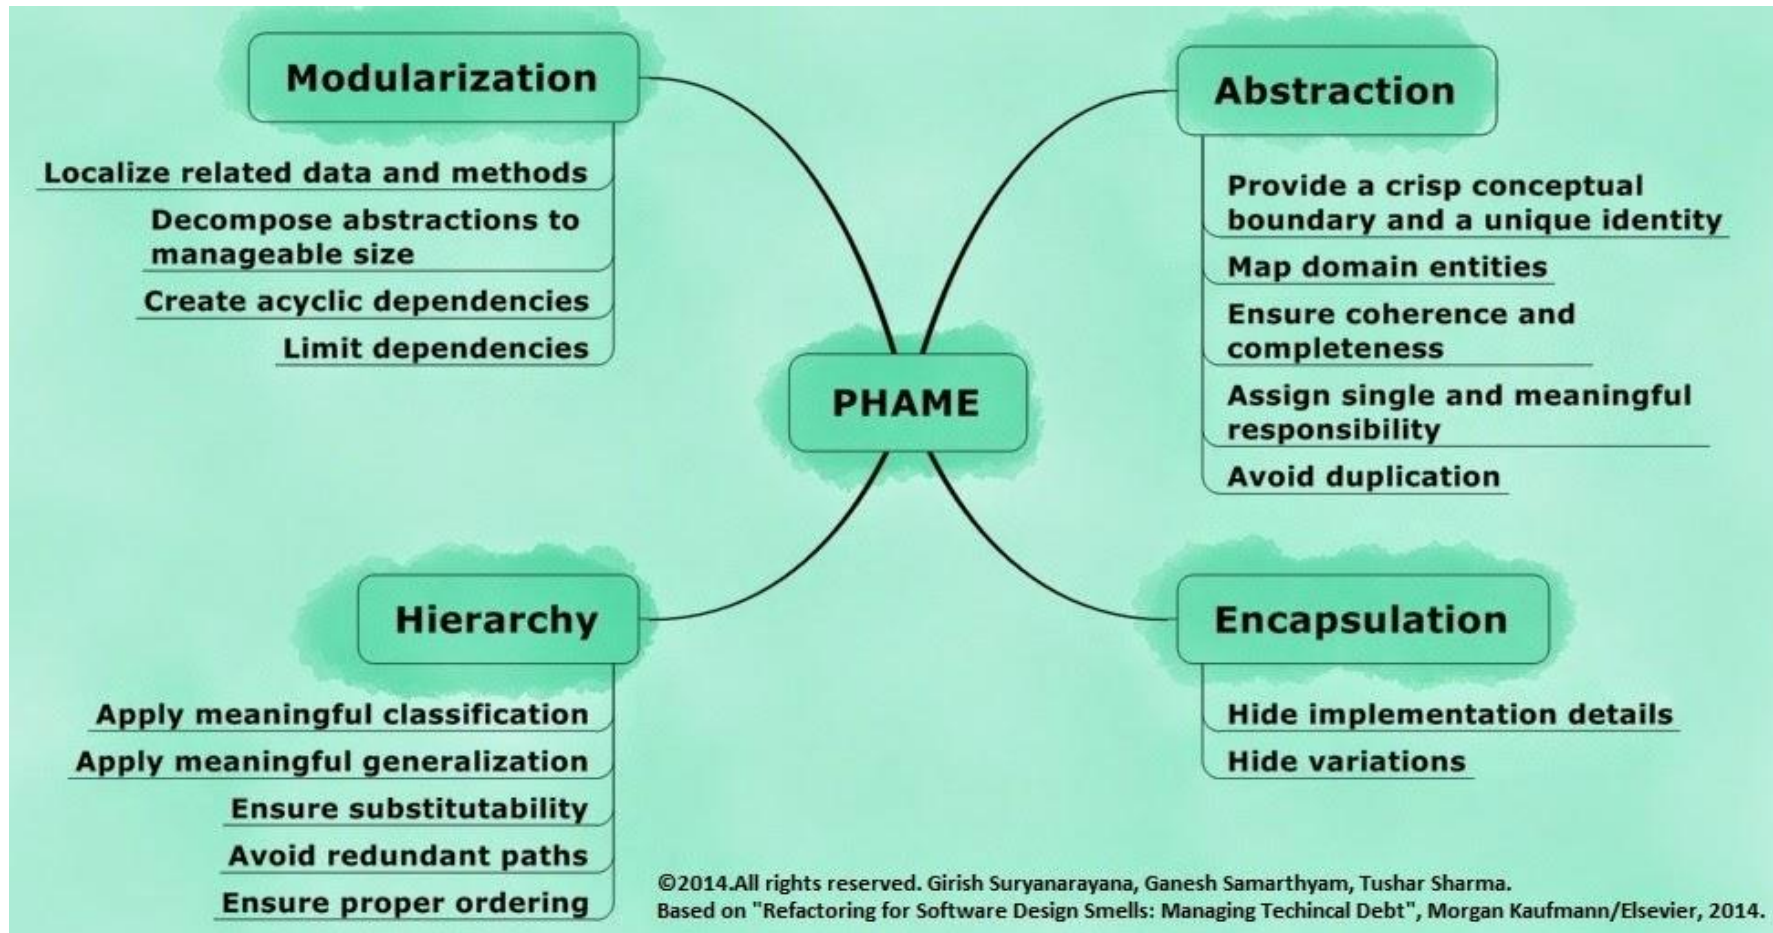 Modularization
Localize related data and methods
Decompose abstractions to
manageable size
Create acyclic dependencies
Limit dependencies
Abstraction
Provide a crisp conceptual
boundary and a unique identity
Map domain entities
Ensure coherence and
completeness
Assign single and meaningful
responsibility
Avoid duplication
PHAME
Hierarchy
Apply meaningful classification
Apply meaningful generalization
Ensure substitutability
Avoid redundant paths
Ensure proper ordering
Encapsulation
Hide implementation details
Hide variations
©2014.All rights reserved. Girish Suryanarayana, Ganesh Samarthyam, Tushar Sharma.
Based on "Refactoring for Software Design Smells: Managing Techincal Debt", Morgan Kaufmann/Elsevier, 2014.